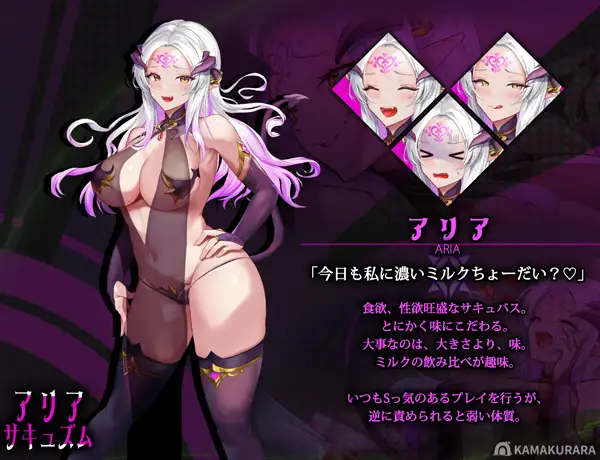 アリア
ARIA
「今日も私に濃いミルクちょーだい？♡」
食欲、性欲旺盛なサキュバス。
とにかく味にこだわる。
大事なのは、大きさより、味。
ミルクの飲み比べが趣味。
いつもSっ気のあるプレイを行うが、
逆に責められると弱い体質。
アリア
サキュズム
KAMAKURARA